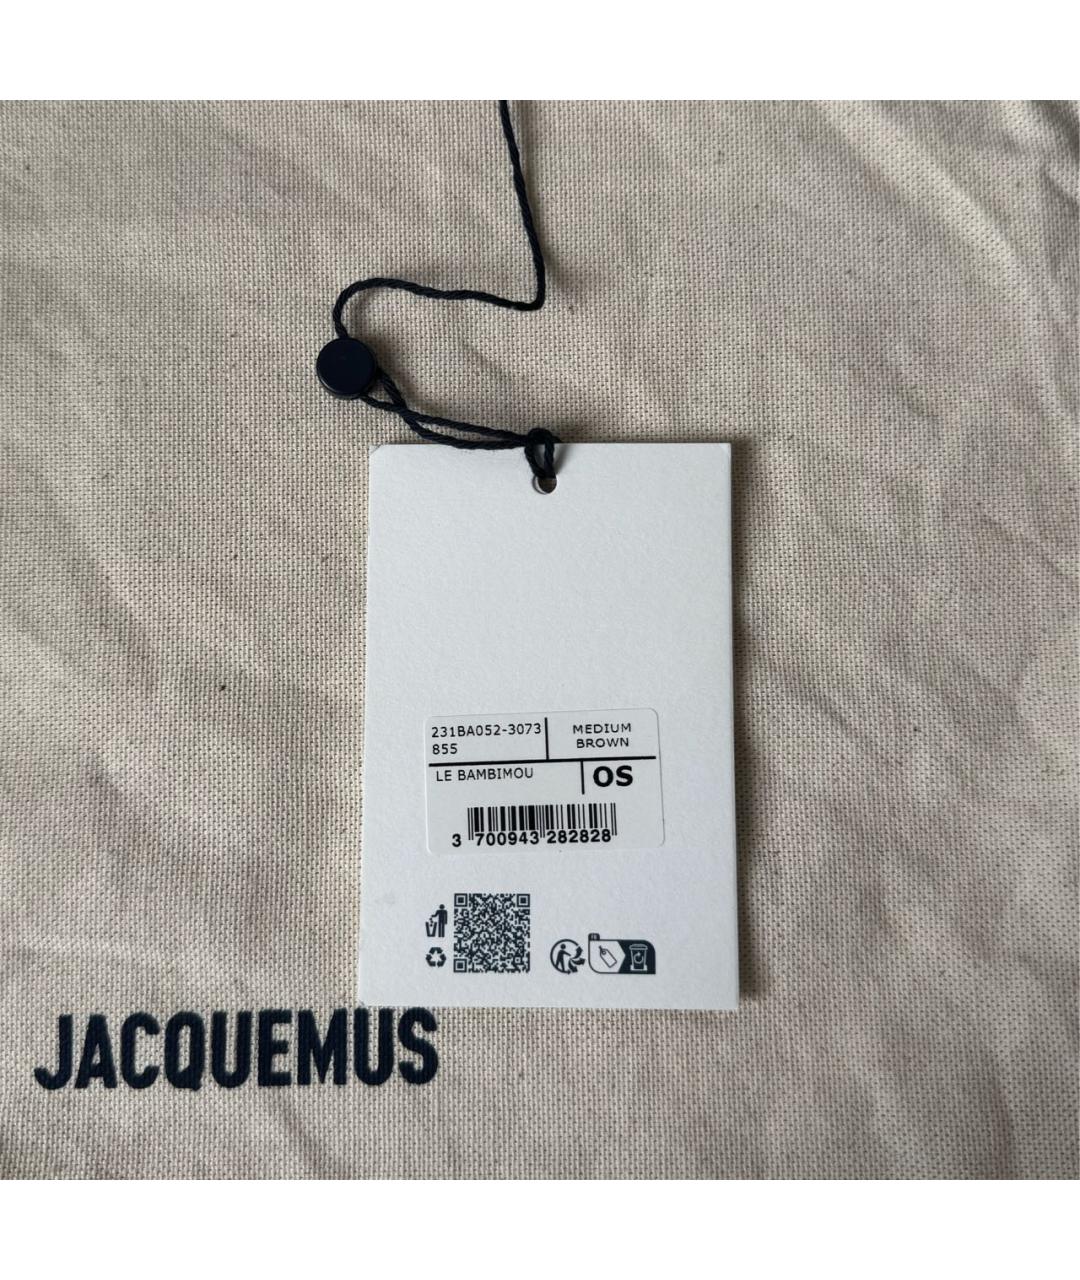 231BA052-3073
855
MEDIUM
BROWN
LE BAMBIMOU
OS
3 700943 282828
JACQUEMUS